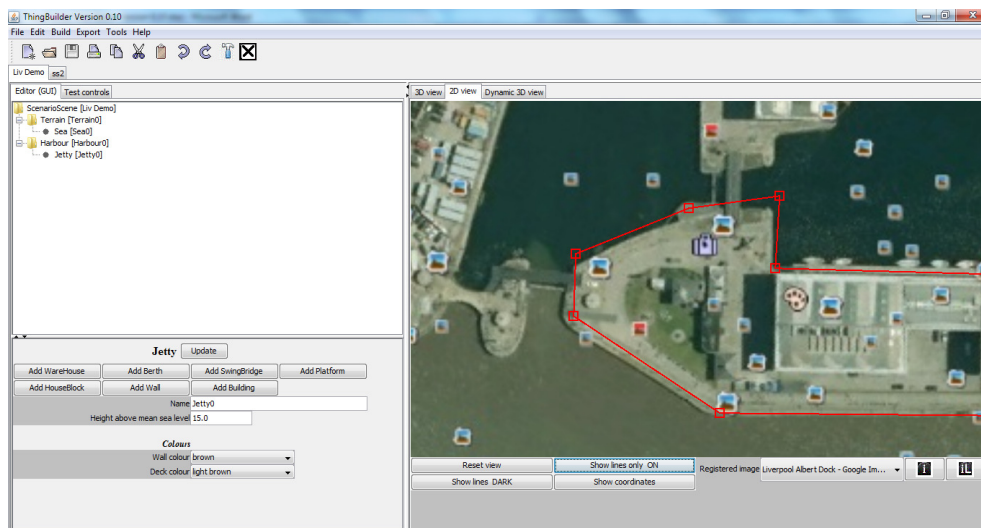 ThingBuilder Version 0.10
File Edit Build Export Tools Help
Liv Demo ss2
Editor (GUI) Test controls
ScenarioScene [Liv Demo]
Terrain [Terrain0]
Sea [Sea0]
Harbour [Harbour0]
Jetty [Jetty0]
3D view 2D view Dynamic 3D view
Jetty Update
Add WareHouse Add Berth Add SwingBridge Add Platform
Add HouseBlock Add Wall Add Building
Name Jetty0
Height above mean sea level 15.0
Colours
Wall colour brown
Deck colour light brown
Reset view Show lines only ON Registered image Liverpool Albert Dock - Google Im... i iL
Show lines DARK Show coordinates